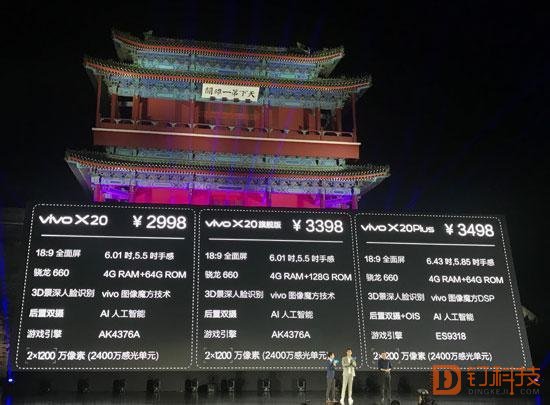 天下第一雄關
vivo X20 ¥ 2998
18:9 全面屏 6.01 吋,5.5 吋手感
骁龙 660 4G RAM+64G ROM
3D景深人脸识别 vivo 图像魔方技术
后置双摄 AI 人工智能
游戏引擎 AK4376A
2×1200 万像素 (2400万感光单元)
vivo X20旗舰版 ¥ 3398
18:9 全面屏 6.01 吋,5.5 吋手感
骁龙 660 4G RAM+128G ROM
3D景深人脸识别 vivo 图像魔方技术
后置双摄 AI 人工智能
游戏引擎 AK4376A
2×1200 万像素 (2400万感光单元)
vivo X20Plus ¥ 3498
18:9 全面屏 6.43 吋,5.85 吋手感
骁龙 660 4G RAM+64G ROM
3D景深人脸识别 vivo 图像魔方DSP
后置双摄+OIS AI 人工智能
游戏引擎 ES9318
2×1200 万像素 (2400万感光单元)
钉科技
DINGKEJI.COM